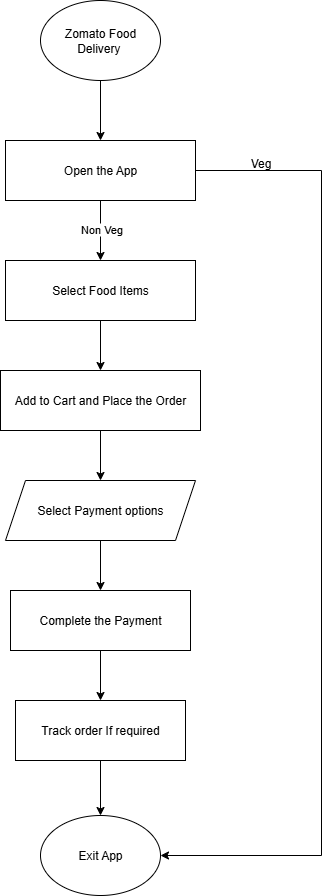 Zomato Food
Delivery
Open the App
Veg
Non Veg
Select Food Items
Add to Cart and Place the Order
Select Payment options
Complete the Payment
Track order If required
Exit App